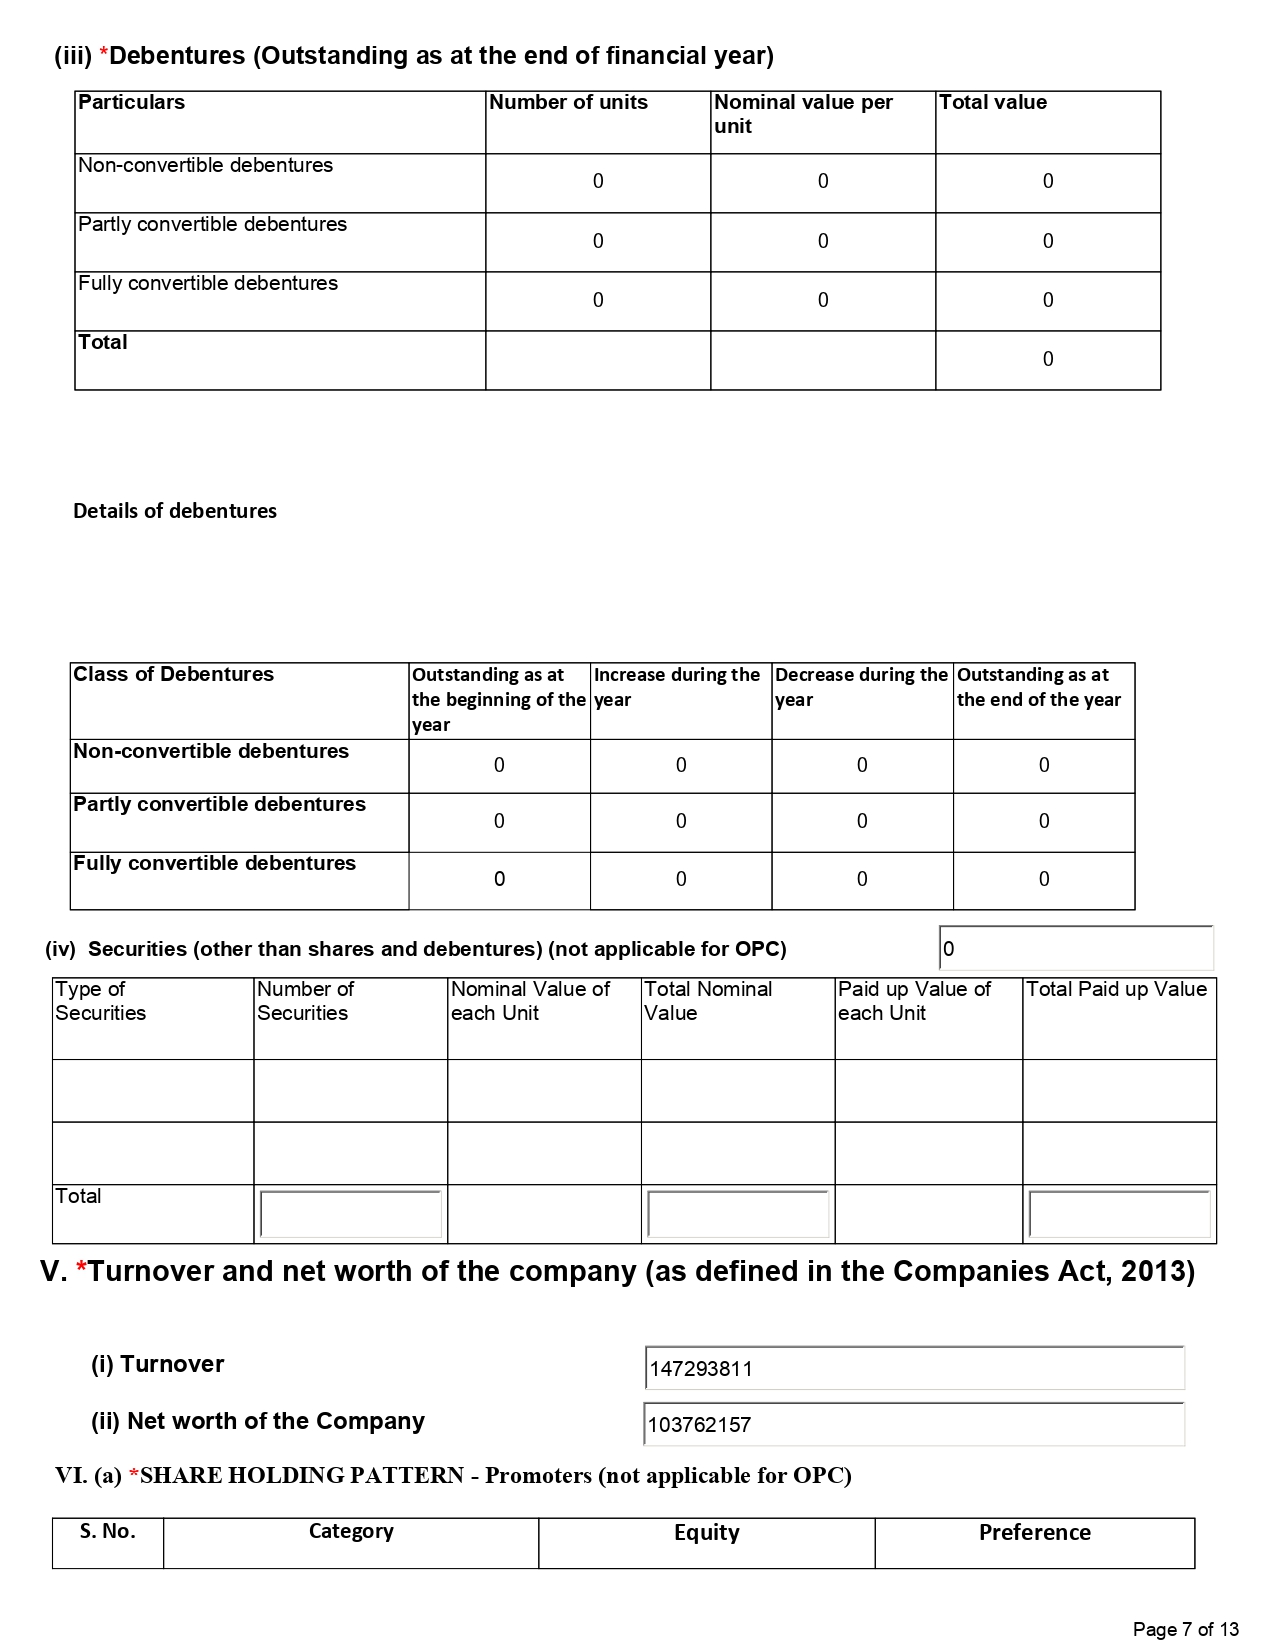 (iii) *Debentures (Outstanding as at the end of financial year)
Particulars Number of units Nominal value per unit Total value
Non-convertible debentures 0 0 0
Partly convertible debentures 0 0 0
Fully convertible debentures 0 0 0
Total 0
Details of debentures
Class of Debentures Outstanding as at the beginning of the year Increase during the year Decrease during the year Outstanding as at the end of the year
Non-convertible debentures 0 0 0 0
Partly convertible debentures 0 0 0 0
Fully convertible debentures 0 0 0 0
(iv) Securities (other than shares and debentures) (not applicable for OPC) 0
Type of Securities Number of Securities Nominal Value of each Unit Total Nominal Value Paid up Value of each Unit Total Paid up Value
Total
V. *Turnover and net worth of the company (as defined in the Companies Act, 2013)
(i) Turnover 147293811
(ii) Net worth of the Company 103762157
VI. (a) *SHARE HOLDING PATTERN - Promoters (not applicable for OPC)
S. No. Category Equity Preference
Page 7 of 13